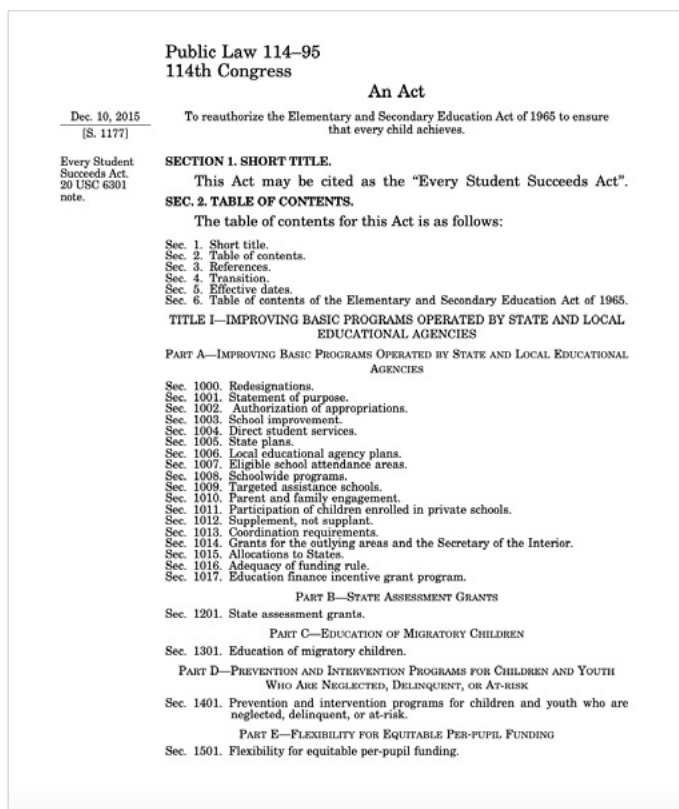 Public Law 114–95
114th Congress
An Act
Dec. 10, 2015
[S. 1177]
To reauthorize the Elementary and Secondary Education Act of 1965 to ensure
that every child achieves.
Every Student
Succeeds Act.
20 USC 6301
note.
SECTION 1. SHORT TITLE.
This Act may be cited as the “Every Student Succeeds Act”.
SEC. 2. TABLE OF CONTENTS.
The table of contents for this Act is as follows:
Sec. 1. Short title.
Sec. 2. Table of contents.
Sec. 3. References.
Sec. 4. Transition.
Sec. 5. Effective dates.
Sec. 6. Table of contents of the Elementary and Secondary Education Act of 1965.
TITLE I—IMPROVING BASIC PROGRAMS OPERATED BY STATE AND LOCAL
EDUCATIONAL AGENCIES
PART A—IMPROVING BASIC PROGRAMS OPERATED BY STATE AND LOCAL EDUCATIONAL
AGENCIES
Sec. 1000. Redesignations.
Sec. 1001. Statement of purpose.
Sec. 1002. Authorization of appropriations.
Sec. 1003. School improvement.
Sec. 1004. Direct student services.
Sec. 1005. State plans.
Sec. 1006. Local educational agency plans.
Sec. 1007. Eligible school attendance areas.
Sec. 1008. Schoolwide programs.
Sec. 1009. Targeted assistance schools.
Sec. 1010. Parent and family engagement.
Sec. 1011. Participation of children enrolled in private schools.
Sec. 1012. Supplement, not supplant.
Sec. 1013. Coordination requirements.
Sec. 1014. Grants for the outlying areas and the Secretary of the Interior.
Sec. 1015. Allocations to States.
Sec. 1016. Adequacy of funding rule.
Sec. 1017. Education finance incentive grant program.
PART B—STATE ASSESSMENT GRANTS
Sec. 1201. State assessment grants.
PART C—EDUCATION OF MIGRATORY CHILDREN
Sec. 1301. Education of migratory children.
PART D—PREVENTION AND INTERVENTION PROGRAMS FOR CHILDREN AND YOUTH
WHO ARE NEGLECTED, DELINQUENT, OR AT-RISK
Sec. 1401. Prevention and intervention programs for children and youth who are
neglected, delinquent, or at-risk.
PART E—FLEXIBILITY FOR EQUITABLE PER-PUPIL FUNDING
Sec. 1501. Flexibility for equitable per-pupil funding.